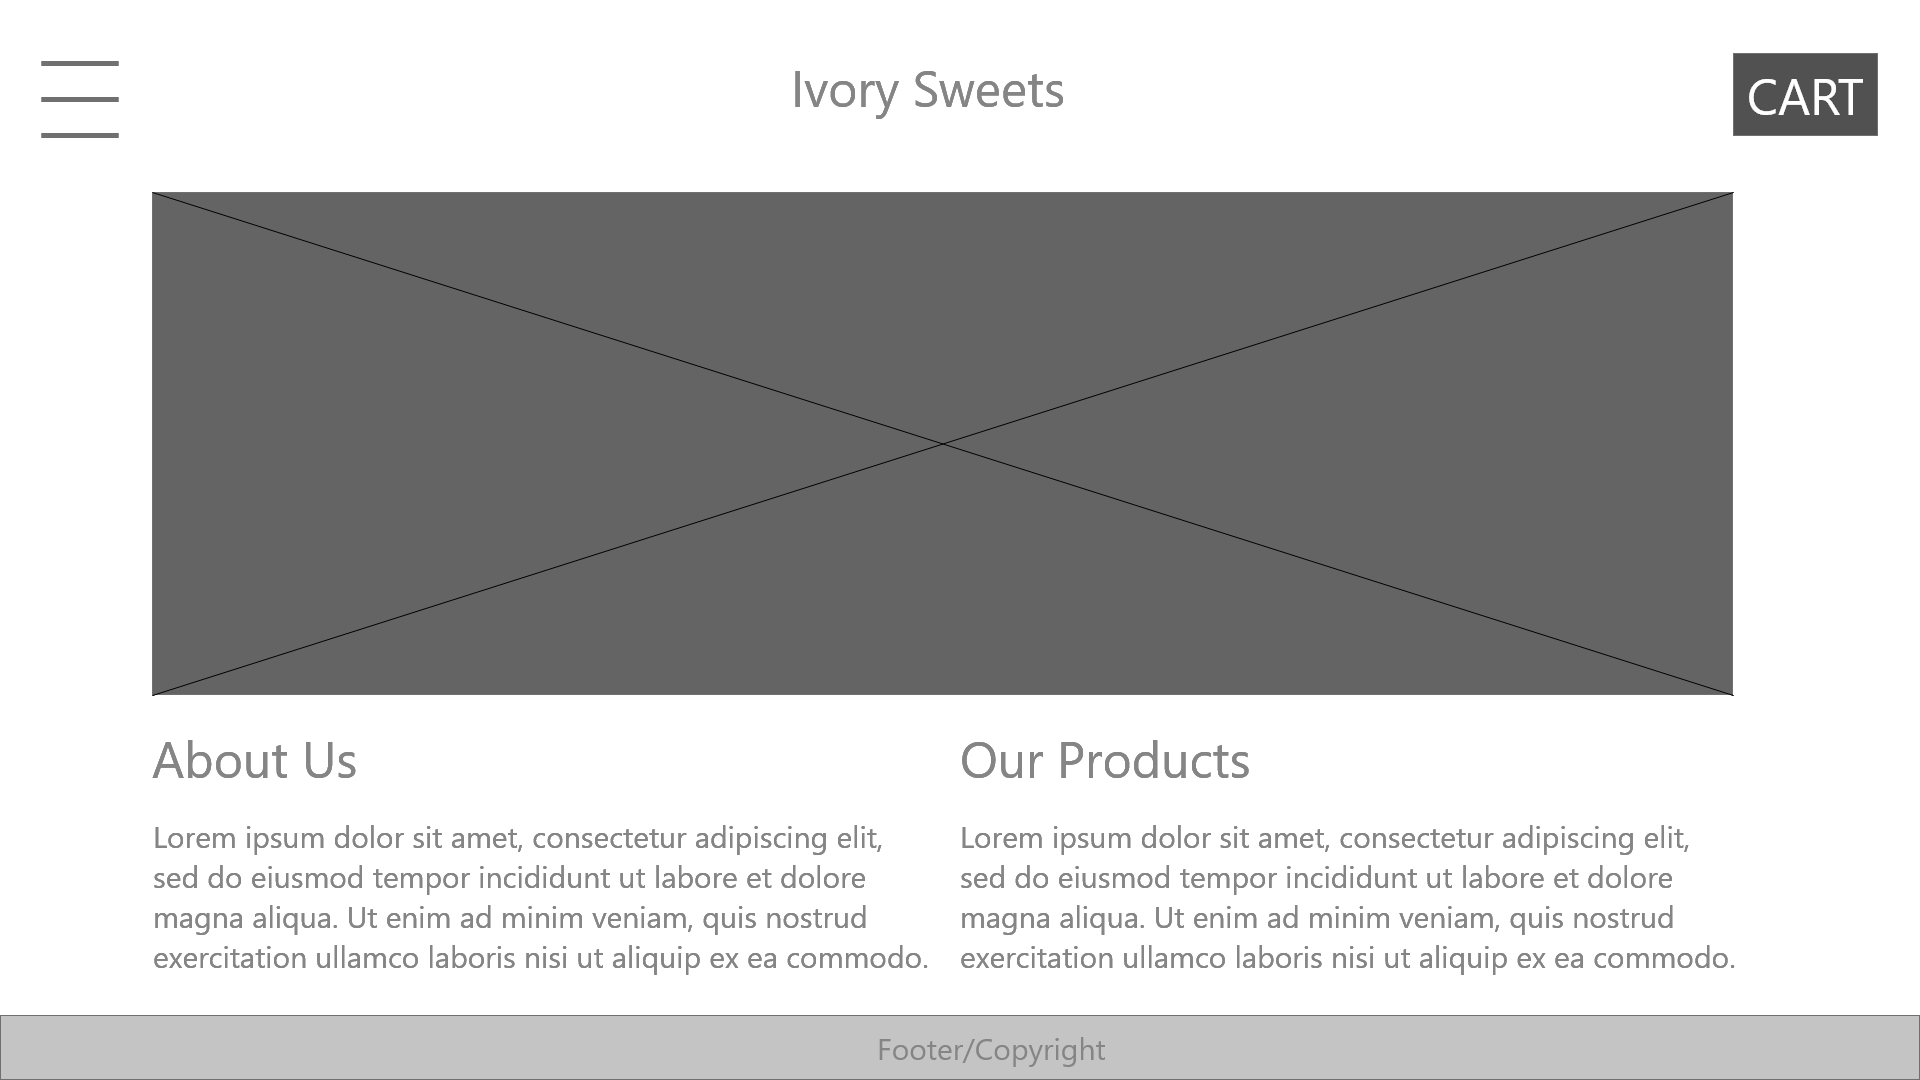 Ivory Sweets
CART
About Us
Lorem ipsum dolor sit amet, consectetur adipiscing elit,
sed do eiusmod tempor incididunt ut labore et dolore
magna aliqua. Ut enim ad minim veniam, quis nostrud
exercitation ullamco laboris nisi ut aliquip ex ea commodo.
Our Products
Lorem ipsum dolor sit amet, consectetur adipiscing elit,
sed do eiusmod tempor incididunt ut labore et dolore
magna aliqua. Ut enim ad minim veniam, quis nostrud
exercitation ullamco laboris nisi ut aliquip ex ea commodo.
Footer/Copyright